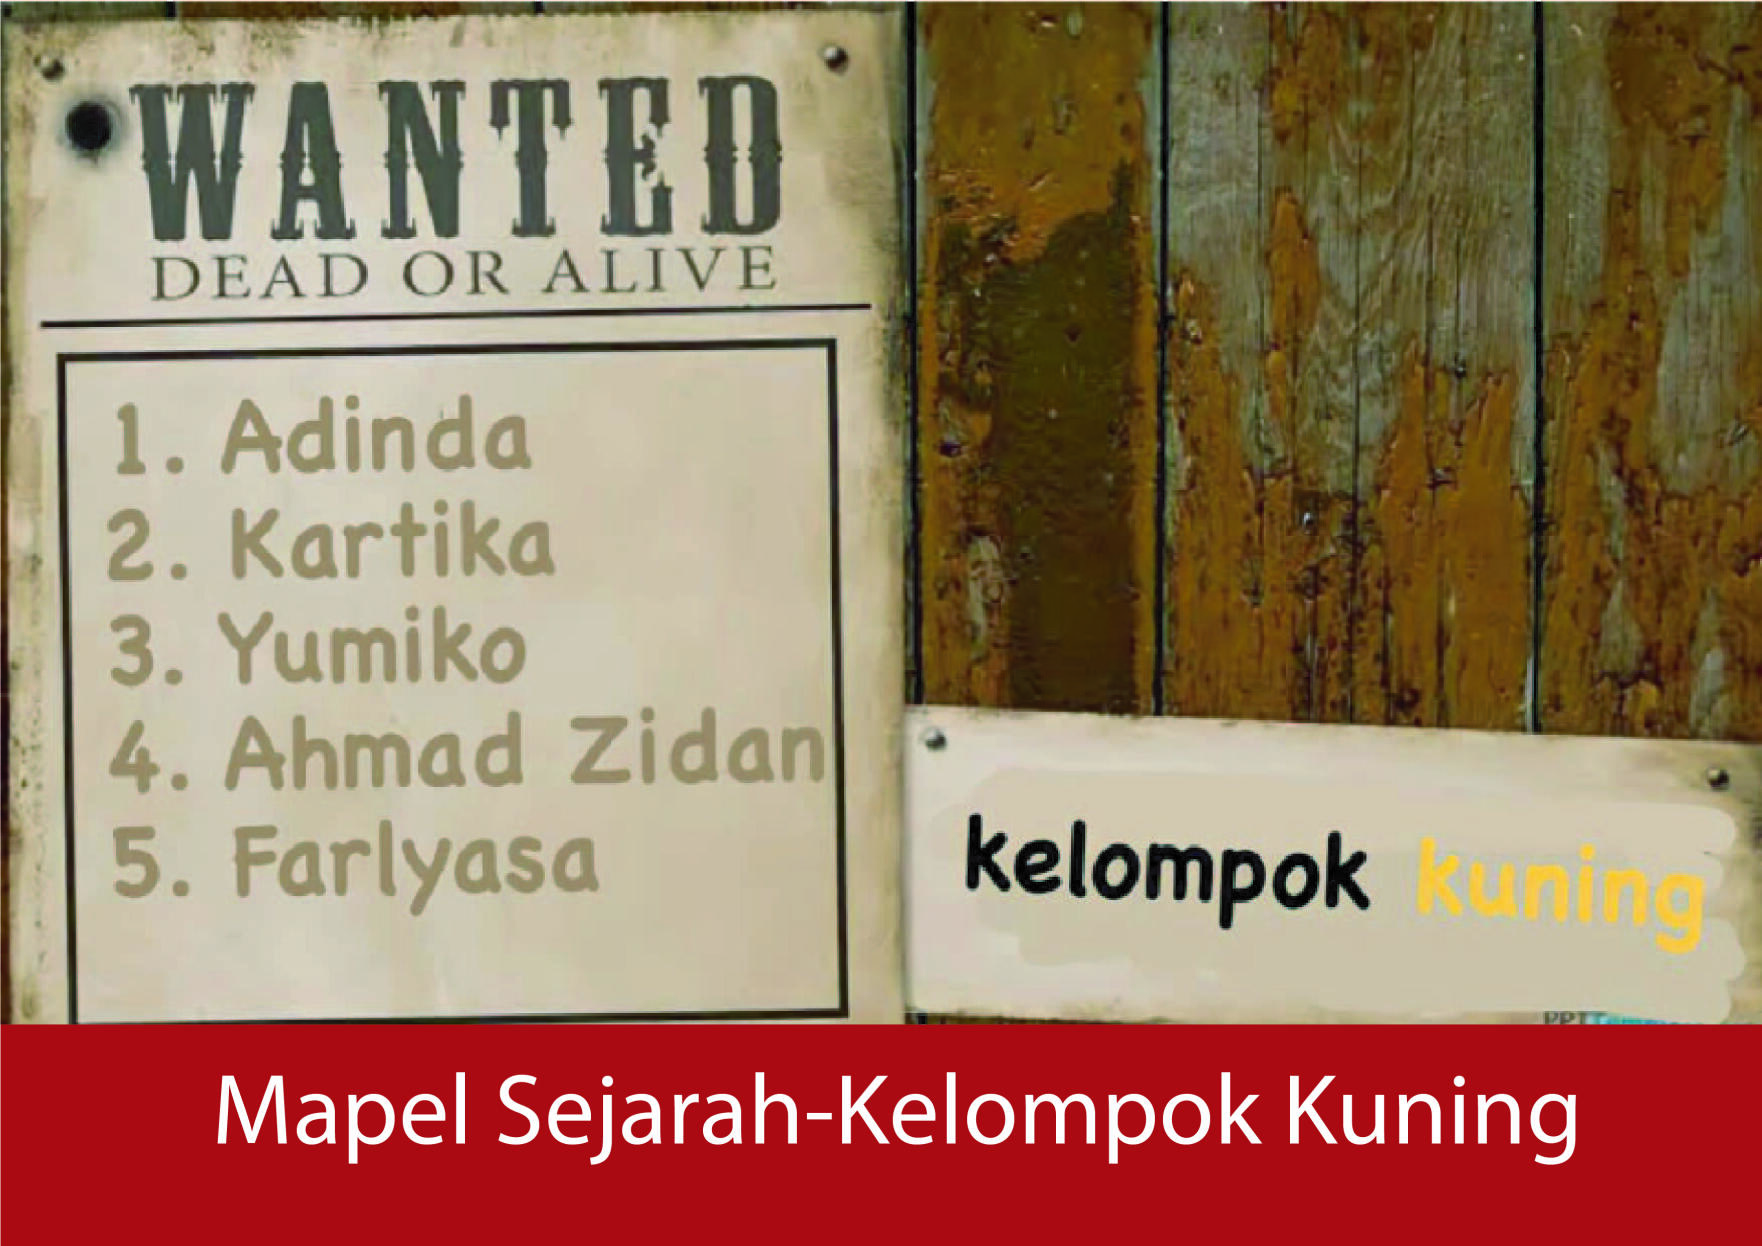 WANTED
DEAD OR ALIVE
1. Adinda
2. Kartika
3. Yumiko
4. Ahmad Zidan
5. Farlyasa
kelompok kuning
Mapel Sejarah-Kelompok Kuning